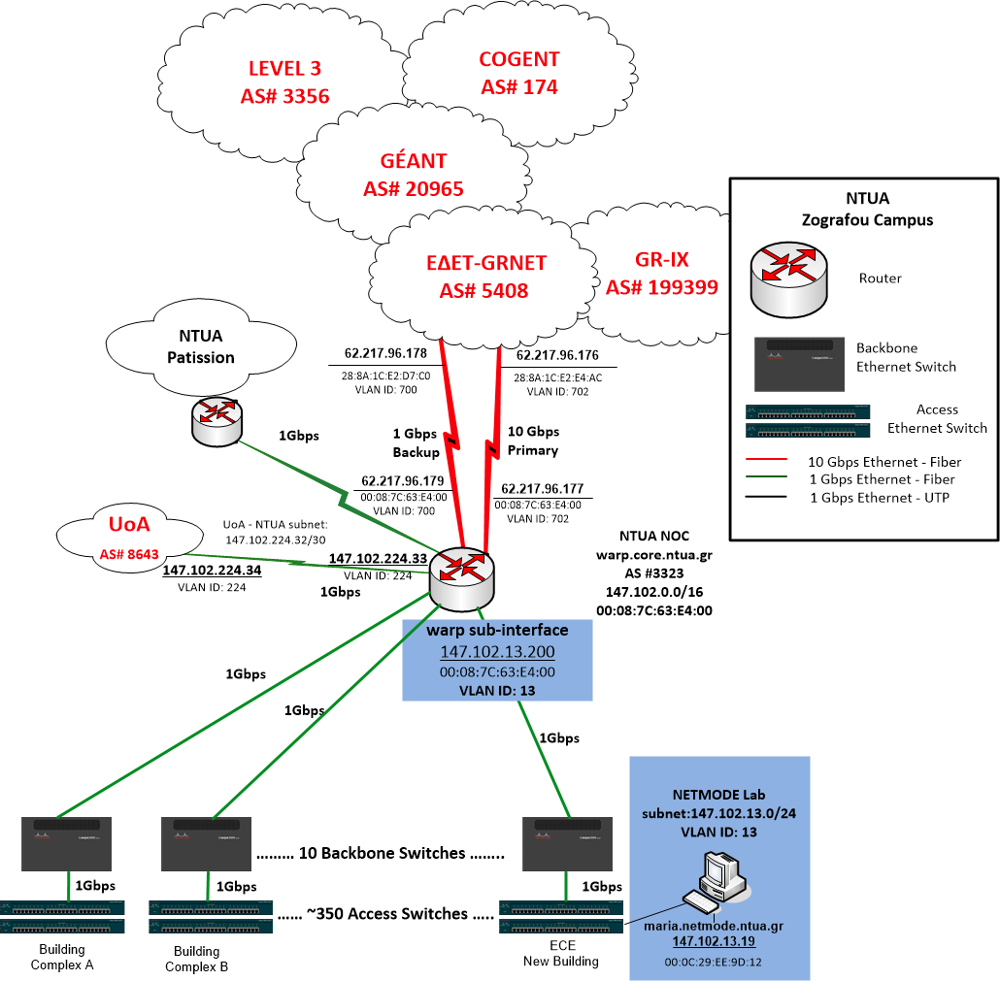 LEVEL 3
AS# 3356
COGENT
AS# 174
GÉANT
AS# 20965
ΕΔΕΤ-GRNET
AS# 5408
GR-IX
AS# 199399
NTUA
Zografou Campus
Router
Backbone
Ethernet Switch
Access
Ethernet Switch
10 Gbps Ethernet - Fiber
1 Gbps Ethernet - Fiber
1 Gbps Ethernet - UTP
NTUA
Patission
1Gbps
62.217.96.178
28:8A:1C:E2:D7:C0
VLAN ID: 700
62.217.96.176
28:8A:1C:E2:E4:AC
VLAN ID: 702
1 Gbps
Backup
10 Gbps
Primary
62.217.96.179
00:08:7C:63:E4:00
VLAN ID: 700
62.217.96.177
00:08:7C:63:E4:00
VLAN ID: 702
UoA
AS# 8643
UoA - NTUA subnet:
147.102.224.32/30
147.102.224.34
VLAN ID: 224
147.102.224.33
VLAN ID: 224
1Gbps
NTUA NOC
warp.core.ntua.gr
AS #3323
147.102.0.0/16
00:08:7C:63:E4:00
warp sub-interface
147.102.13.200
00:08:7C:63:E4:00
VLAN ID: 13
1Gbps
1Gbps
1Gbps
NETMODE Lab
subnet:147.102.13.0/24
VLAN ID: 13
maria.netmode.ntua.gr
147.102.13.19
00:0C:29:EE:9D:12
......... 10 Backbone Switches ........
1Gbps
1Gbps
1Gbps
...... ~350 Access Switches .....
Building
Complex A
Building
Complex B
ECE
New Building